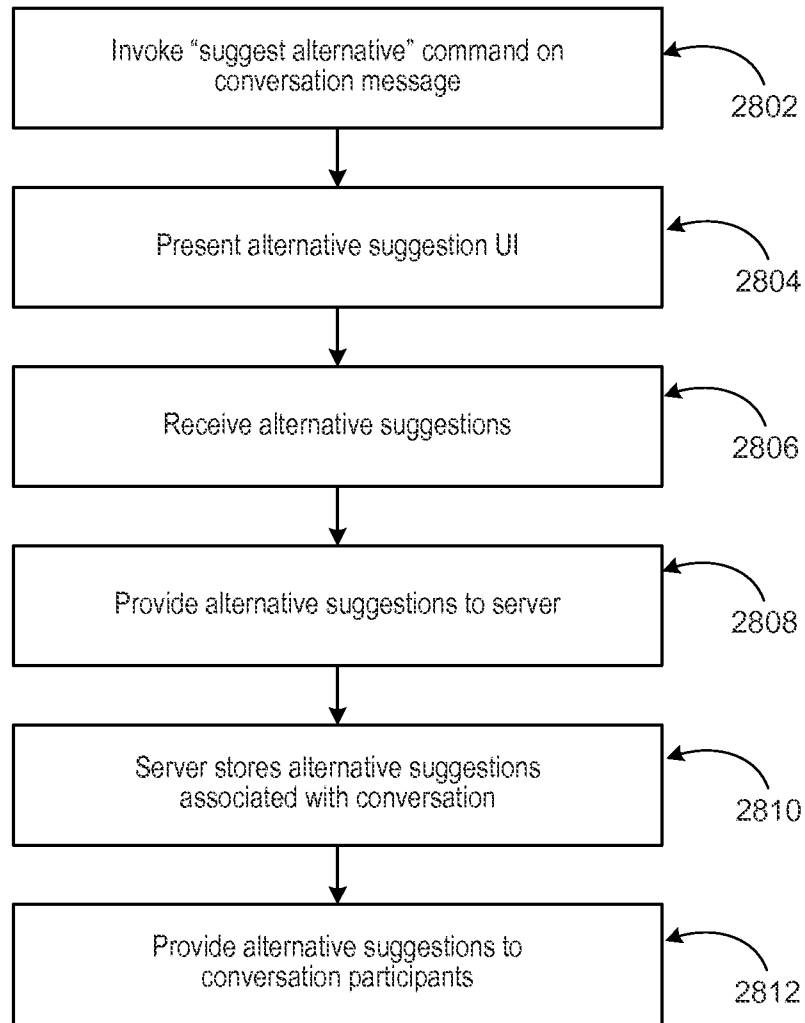 Invoke “suggest alternative” command on
conversation message
2802
Present alternative suggestion UI
2804
Receive alternative suggestions
2806
Provide alternative suggestions to server
2808
Server stores alternative suggestions
associated with conversation
2810
Provide alternative suggestions to
conversation participants
2812